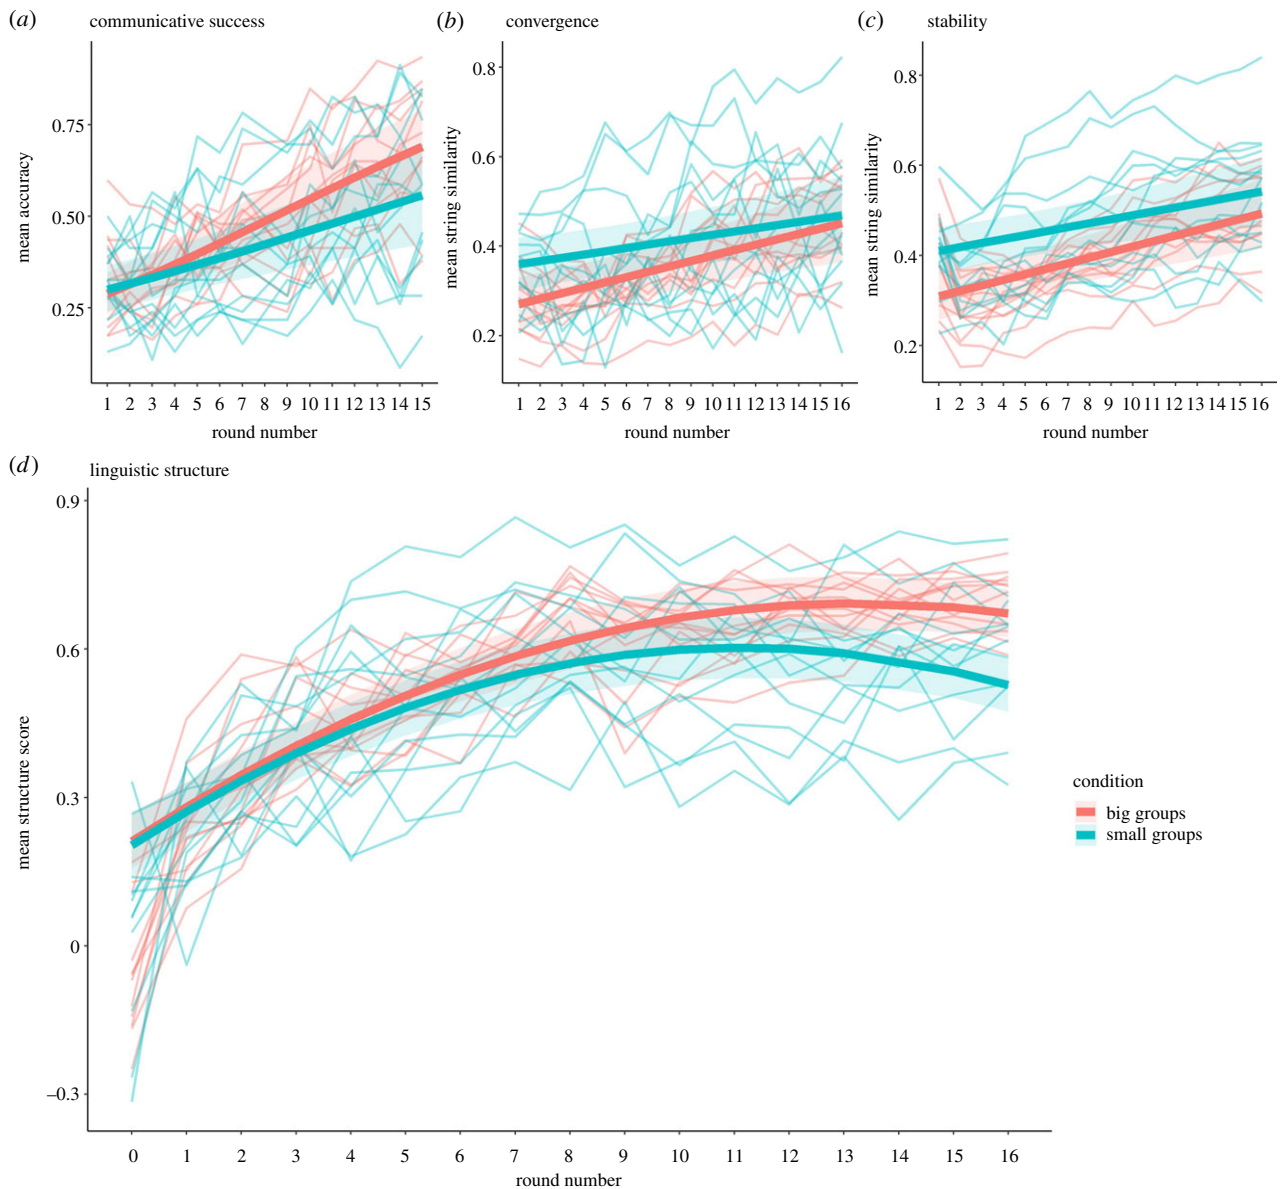 (a) communicative success
mean accuracy
0.75
0.50
0.25
1 2 3 4 5 6 7 8 9 10 11 12 13 14 15
round number
(b) convergence
mean string similarity
0.8
0.6
0.4
0.2
1 2 3 4 5 6 7 8 9 10 11 12 13 14 15 16
round number
(c) stability
mean string similarity
0.8
0.6
0.4
0.2
1 2 3 4 5 6 7 8 9 10 11 12 13 14 15 16
round number
(d) linguistic structure
mean structure score
0.9
0.6
0.3
0
–0.3
0 1 2 3 4 5 6 7 8 9 10 11 12 13 14 15 16
round number
condition
big groups
small groups